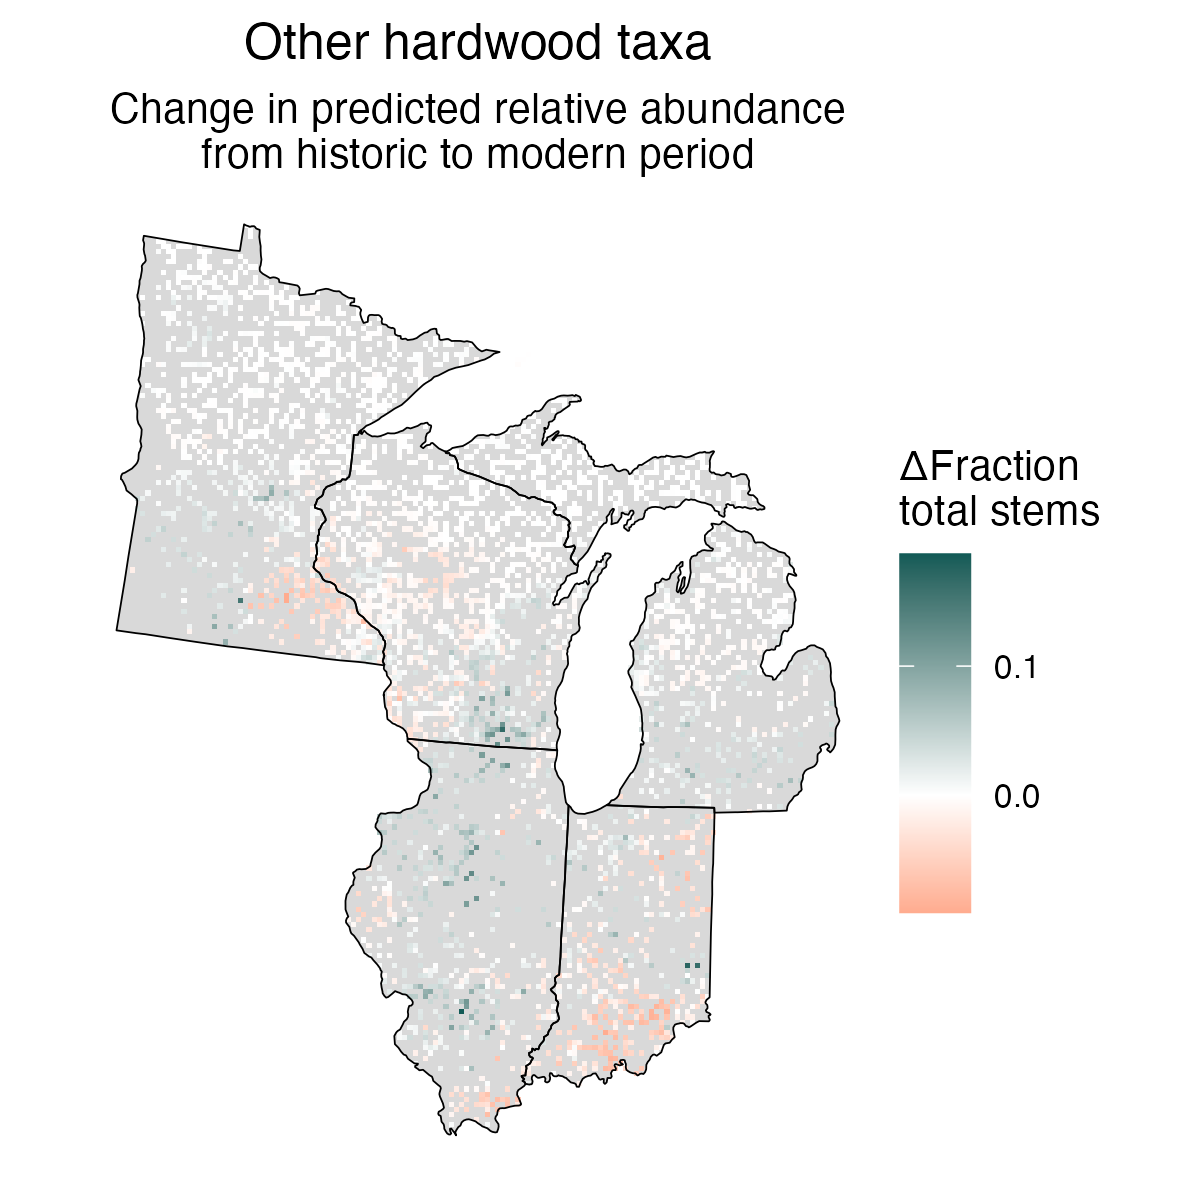 Other hardwood taxa
Change in predicted relative abundance
from historic to modern period
ΔFraction
total stems
0.1
0.0